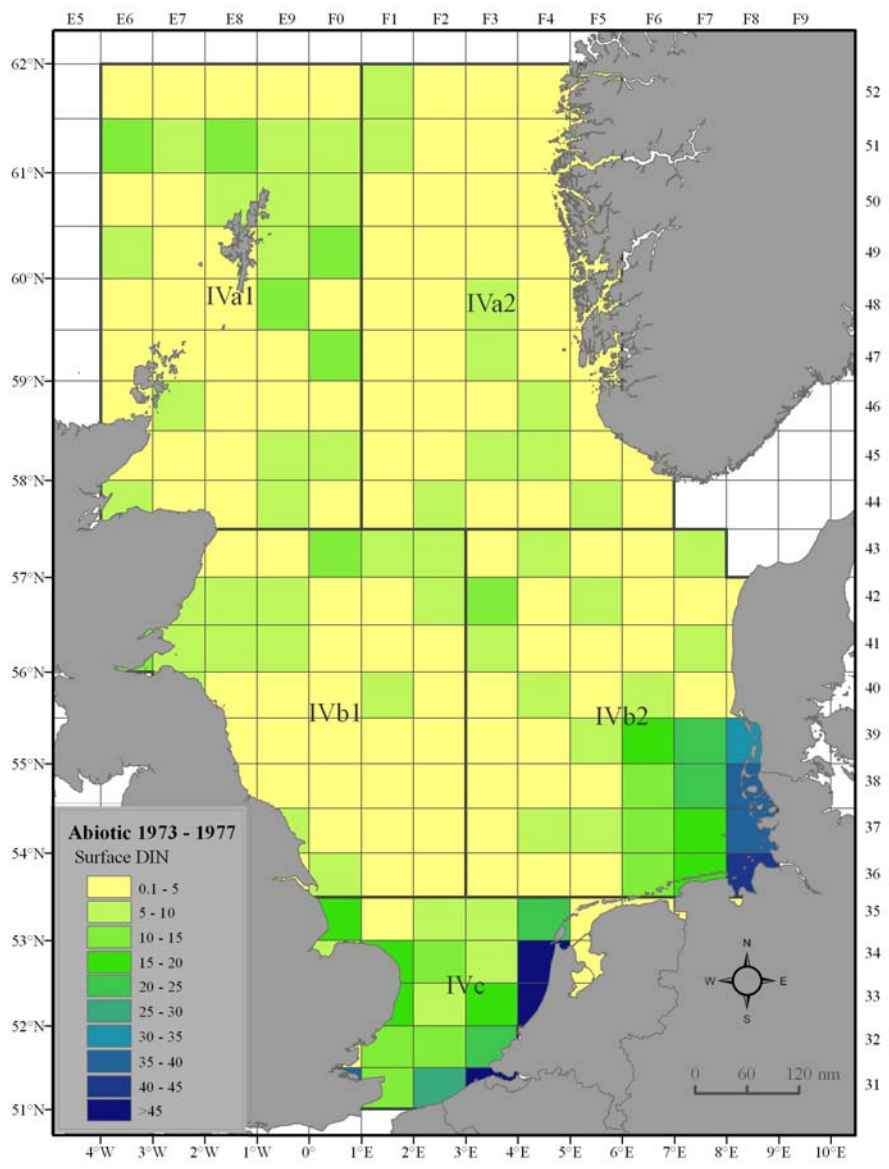 E5 E6 E7 E8 E9 F0 F1 F2 F3 F4 F5 F6 F7 F8 F9
62°N
52
51
61°N
50
49
60°N
IVa1
IVa2
48
47
59°N
46
45
58°N
44
43
57°N
42
41
56°N
40
IVb1
IVb2
39
55°N
38
37
54°N
36
35
53°N
34
IVc
33
52°N
32
31
51°N
Abiotic 1973 - 1977
Surface DIN
0.1 - 5
5 - 10
10 - 15
15 - 20
20 - 25
25 - 30
30 - 35
35 - 40
40 - 45
>45
N
W E
S
0 60 120 nm
4°W 3°W 2°W 1°W 0° 1°E 2°E 3°E 4°E 5°E 6°E 7°E 8°E 9°E 10°E